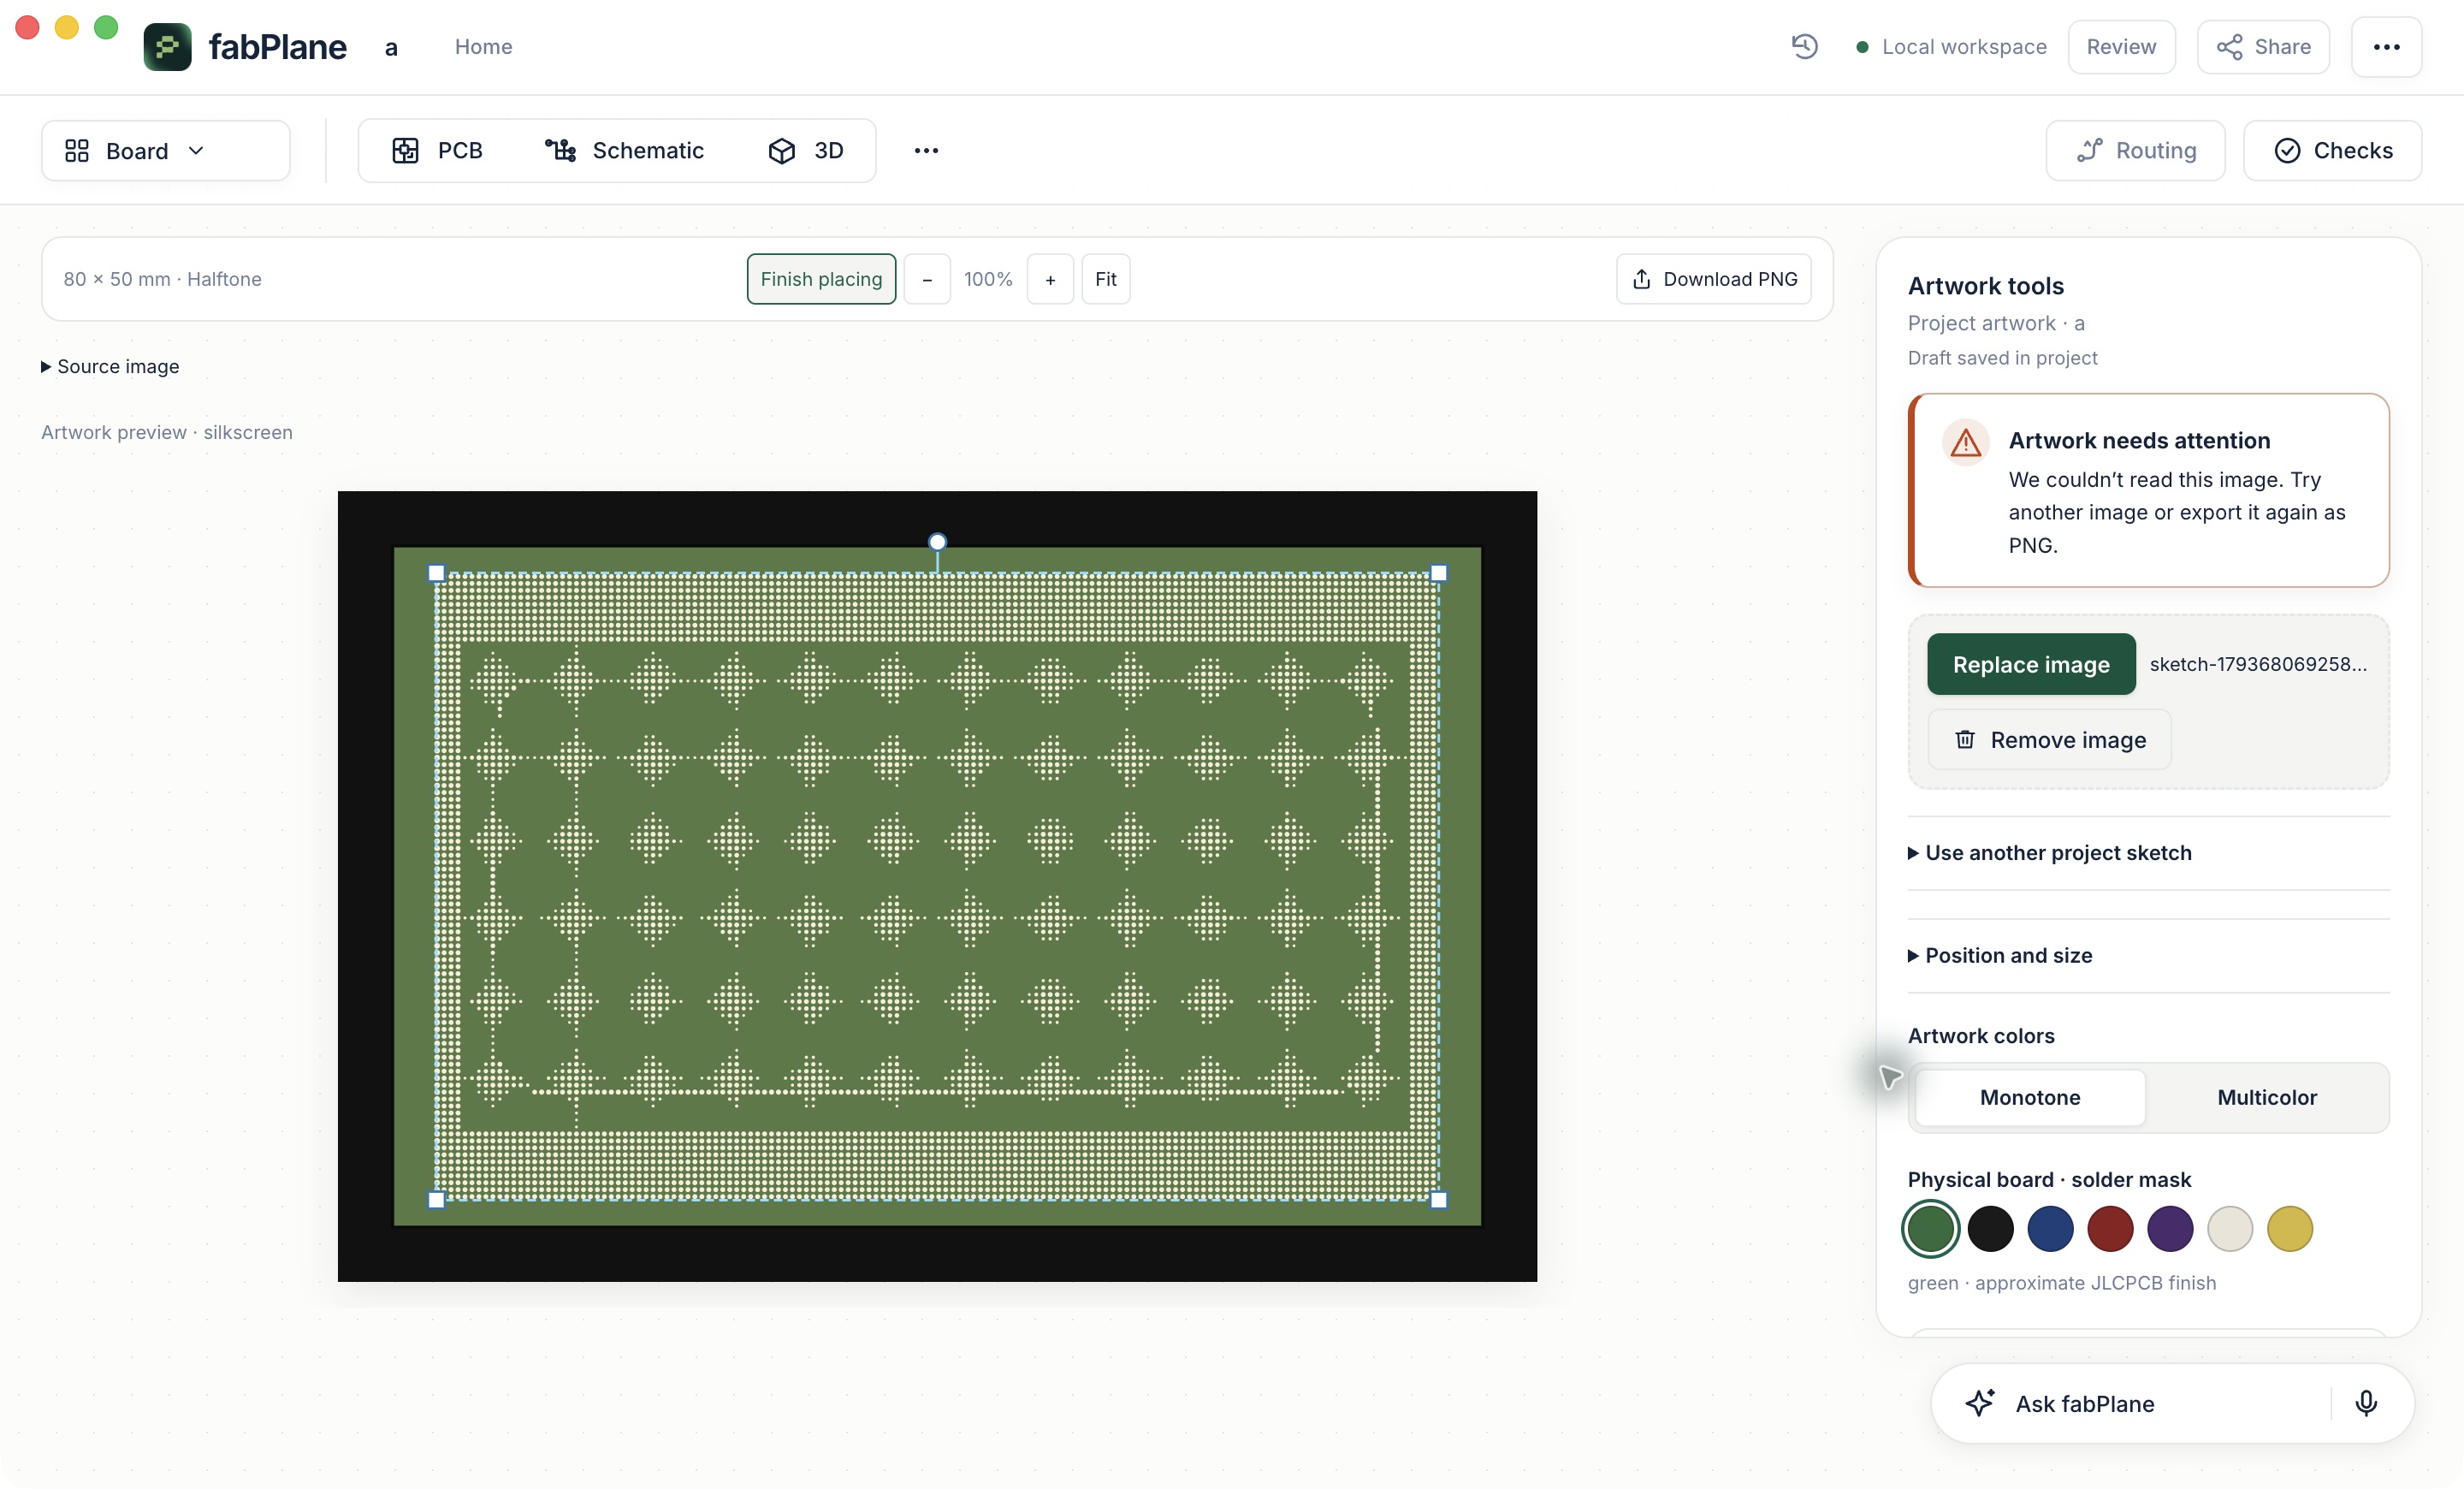 fabPlane
a
Home
Local workspace
Review
Share
Board
PCB
Schematic
3D
Routing
Checks
80 × 50 mm · Halftone
Finish placing
–
100%
+
Fit
Download PNG
Source image
Artwork preview · silkscreen
Artwork tools
Project artwork · a
Draft saved in project
Artwork needs attention
We couldn’t read this image. Try
another image or export it again as
PNG.
Replace image
sketch-179368069258...
Remove image
Use another project sketch
Position and size
Artwork colors
Monotone
Multicolor
Physical board · solder mask
green · approximate JLCPCB finish
Ask fabPlane